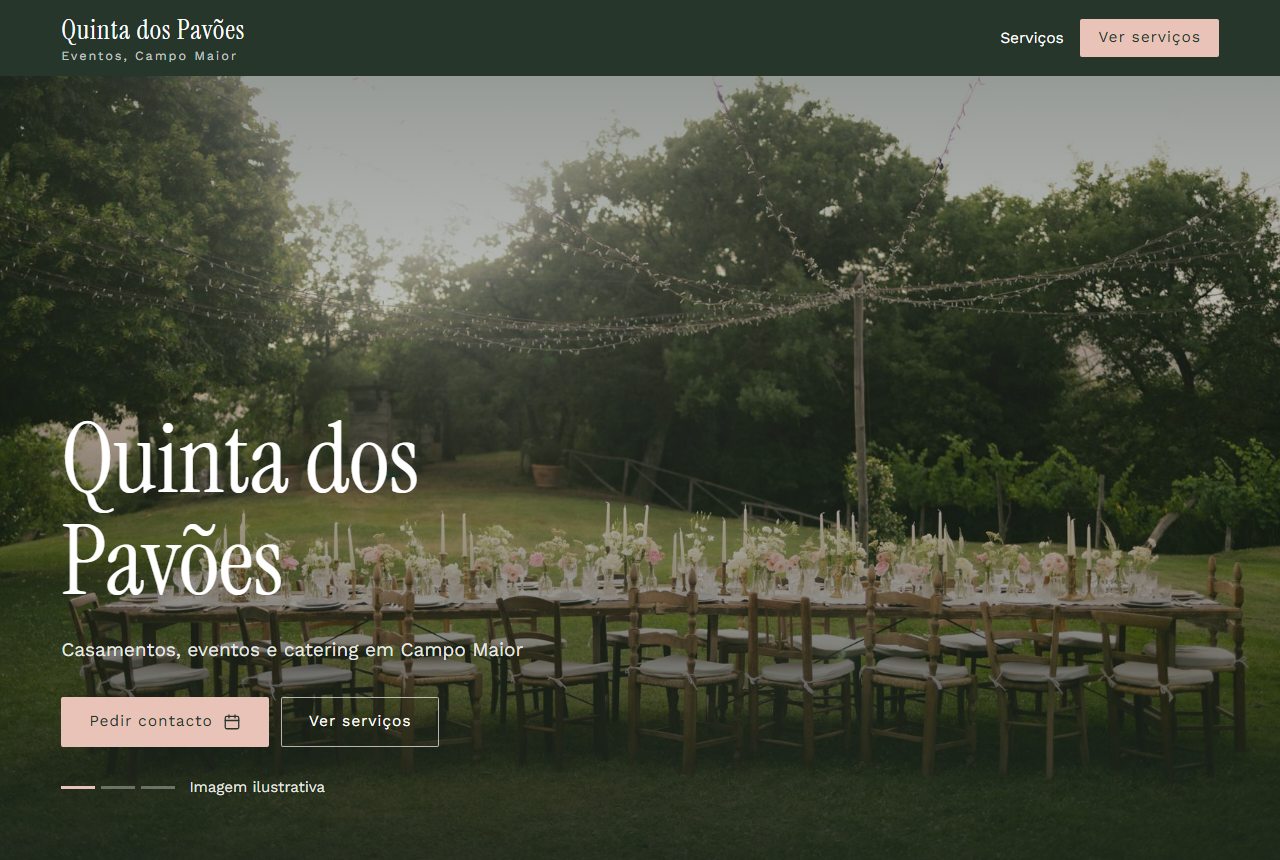 Quinta dos Pavões
Eventos, Campo Maior
Serviços
Ver serviços
Quinta dos
Pavões
Casamentos, eventos e catering em Campo Maior
Pedir contacto
Ver serviços
Imagem ilustrativa